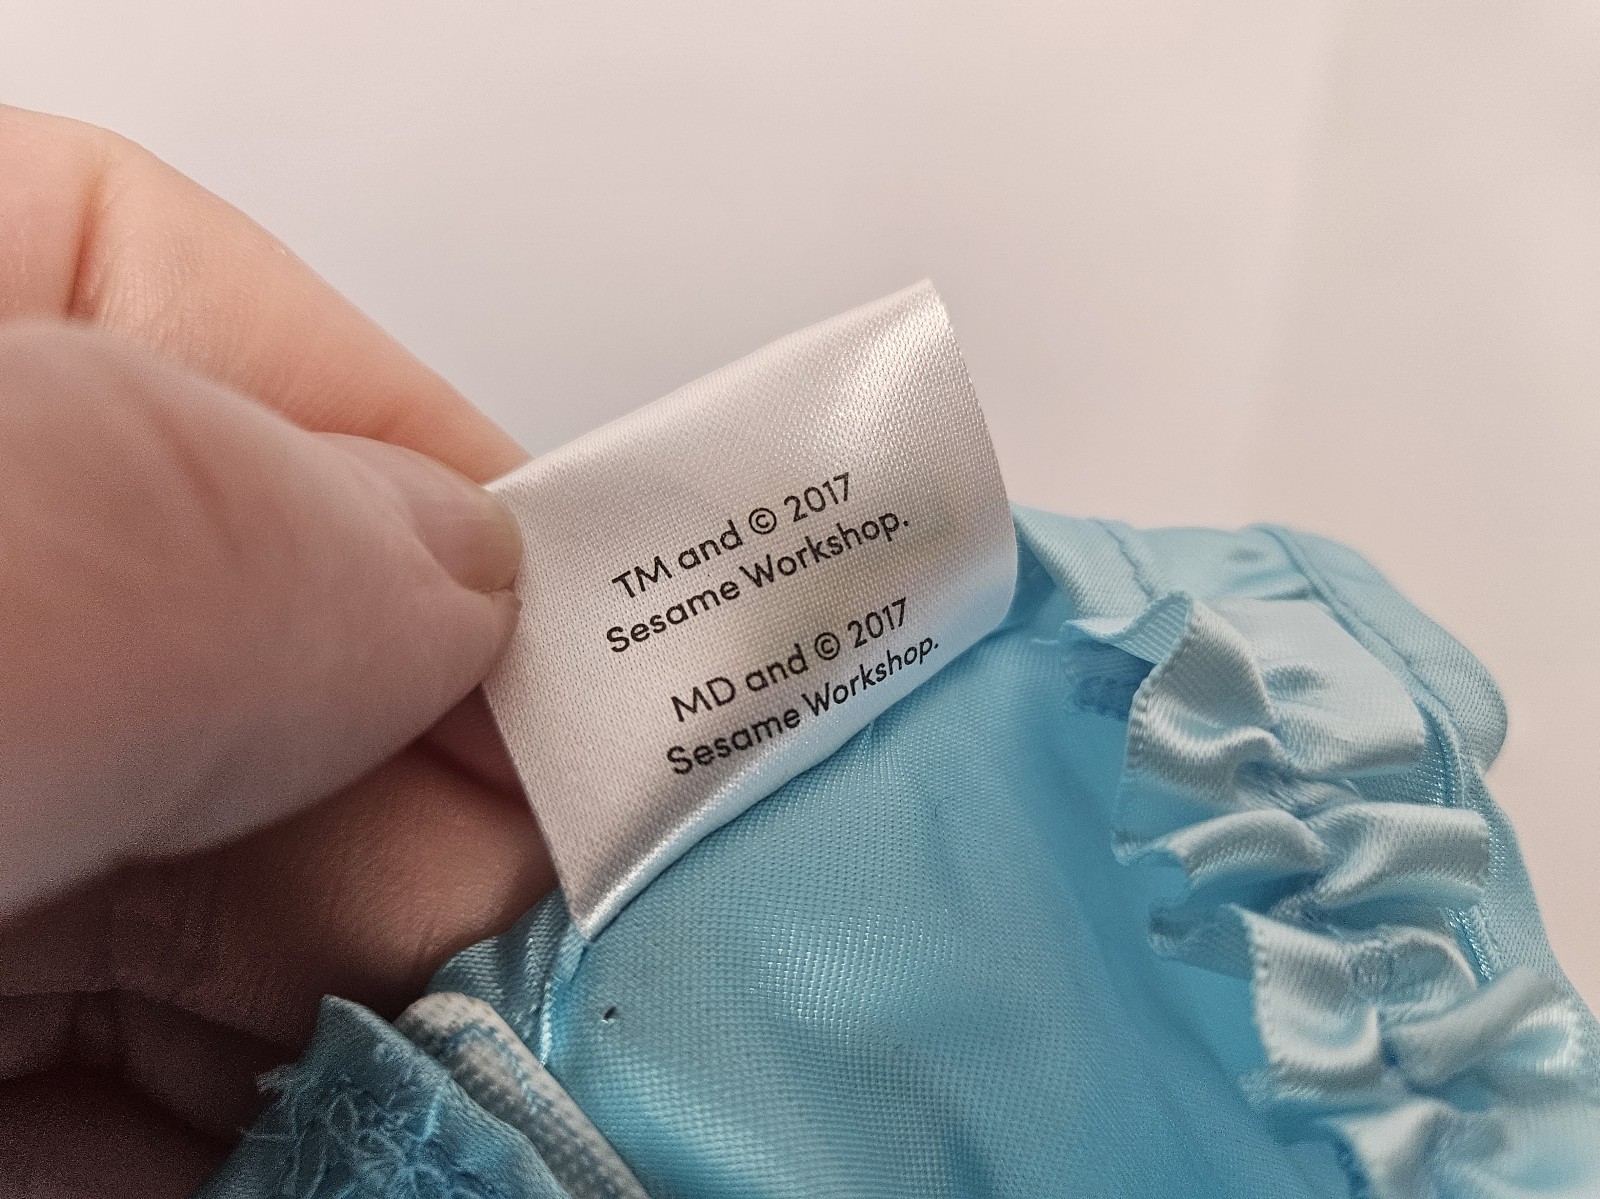 TM and © 2017
Sesame Workshop.
MD and © 2017
Sesame Workshop.